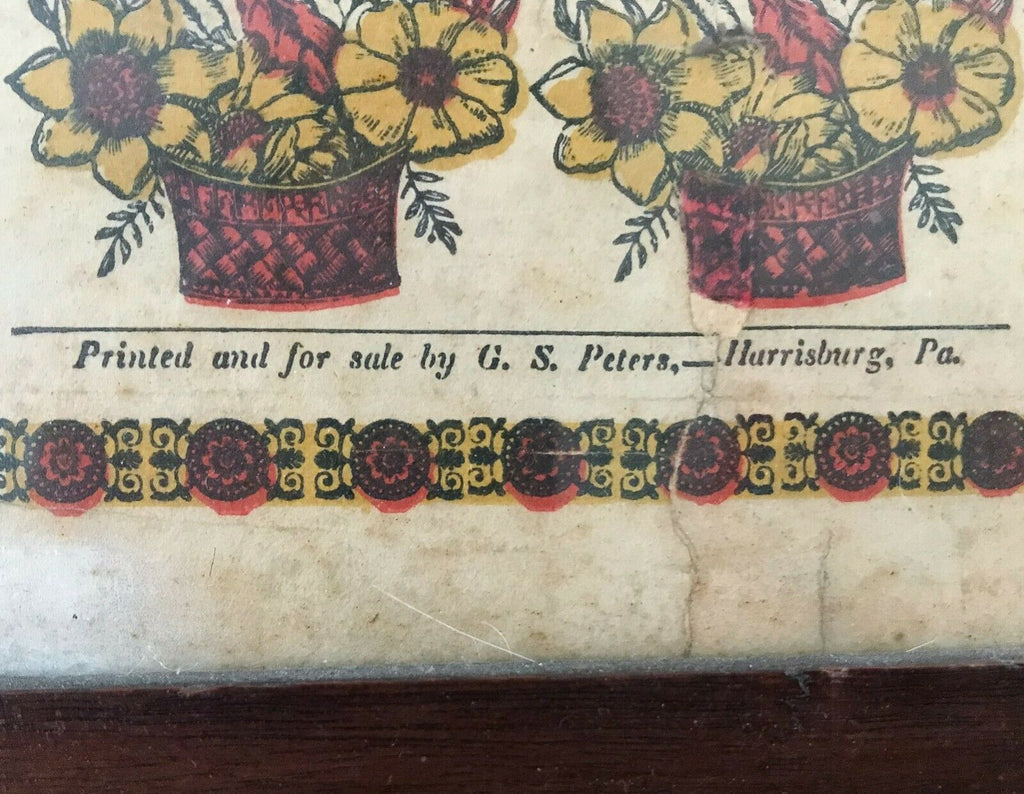 Printed and for sale by G. S. Peters,—Harrisburg, Pa.